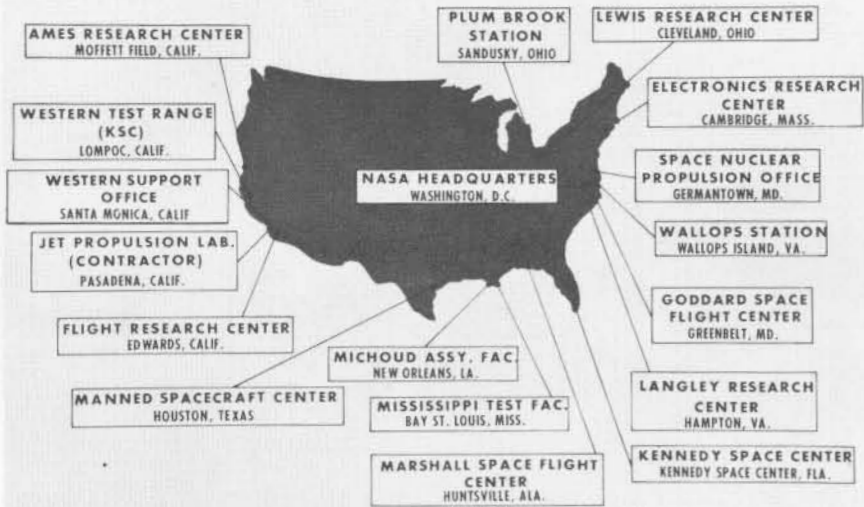 AMES RESEARCH CENTER
MOFFETT FIELD, CALIF.
WESTERN TEST RANGE
(KSC)
LOMPOC, CALIF.
WESTERN SUPPORT
OFFICE
SANTA MONICA, CALIF
JET PROPULSION LAB.
(CONTRACTOR)
PASADENA, CALIF.
FLIGHT RESEARCH CENTER
EDWARDS, CALIF.
MANNED SPACECRAFT CENTER
HOUSTON, TEXAS
PLUM BROOK
STATION
SANDUSKY, OHIO
NASA HEADQUARTERS
WASHINGTON, D.C.
MICHOUD ASSY. FAC.
NEW ORLEANS, LA.
MISSISSIPPI TEST FAC.
BAY ST. LOUIS, MISS.
MARSHALL SPACE FLIGHT
CENTER
HUNTSVILLE, ALA.
LEWIS RESEARCH CENTER
CLEVELAND, OHIO
ELECTRONICS RESEARCH
CENTER
CAMBRIDGE, MASS.
SPACE NUCLEAR
PROPULSION OFFICE
GERMANTOWN, MD.
WALLOPS STATION
WALLOPS ISLAND, VA.
GODDARD SPACE
FLIGHT CENTER
GREENBELT, MD.
LANGLEY RESEARCH
CENTER
HAMPTON, VA.
KENNEDY SPACE CENTER
KENNEDY SPACE CENTER, FLA.